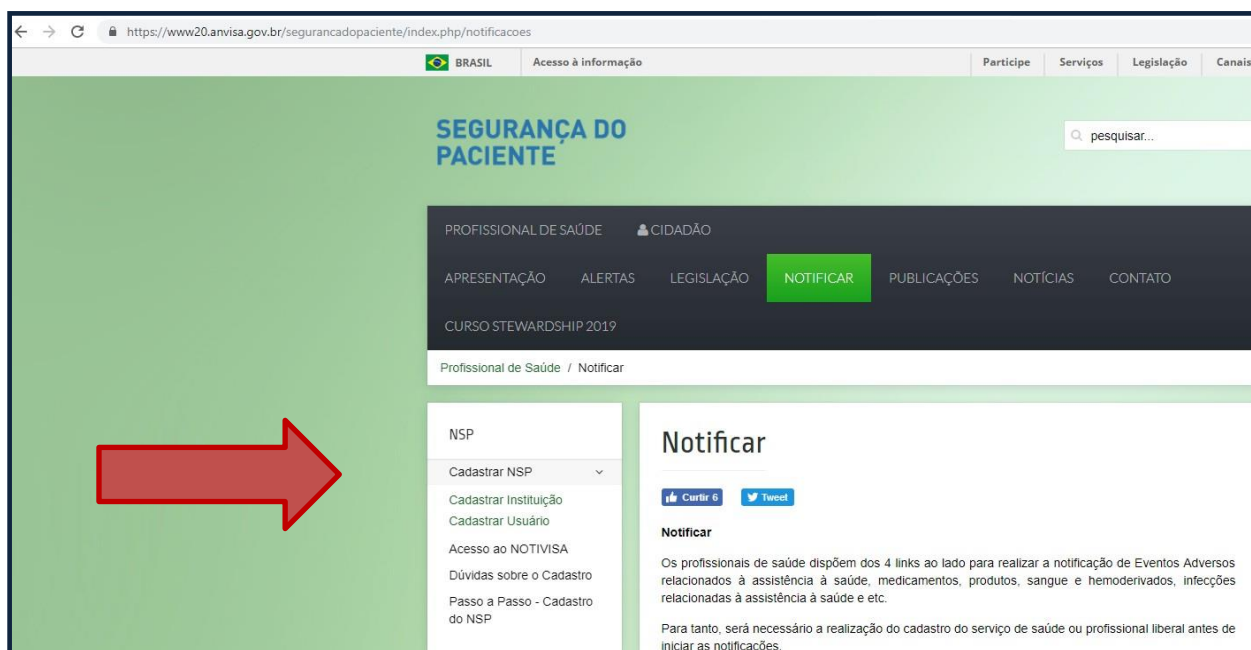 https://www20.anvisa.gov.br/segurancadopaciente/index.php/notificacoes
BRASIL Acesso à informação Participe Serviços Legislação Canais
SEGURANÇA DO
PACIENTE
pesquisar...
PROFISSIONAL DE SAÚDE CIDADÃO
APRESENTAÇÃO ALERTAS LEGISLAÇÃO NOTIFICAR PUBLICAÇÕES NOTÍCIAS CONTATO
CURSO STEWARDSHIP 2019
Profissional de Saúde / Notificar
NSP
Cadastrar NSP
Cadastrar Instituição
Cadastrar Usuário
Acesso ao NOTIVISA
Dúvidas sobre o Cadastro
Passo a Passo - Cadastro
do NSP
Notificar
Curtir 6 Tweet
Notificar
Os profissionais de saúde dispõem dos 4 links ao lado para realizar a notificação de Eventos Adversos
relacionados à assistência à saúde, medicamentos, produtos, sangue e hemoderivados, infecções
relacionadas à assistência à saúde e etc.
Para tanto, será necessário a realização do cadastro do serviço de saúde ou profissional liberal antes de
iniciar as notificações.